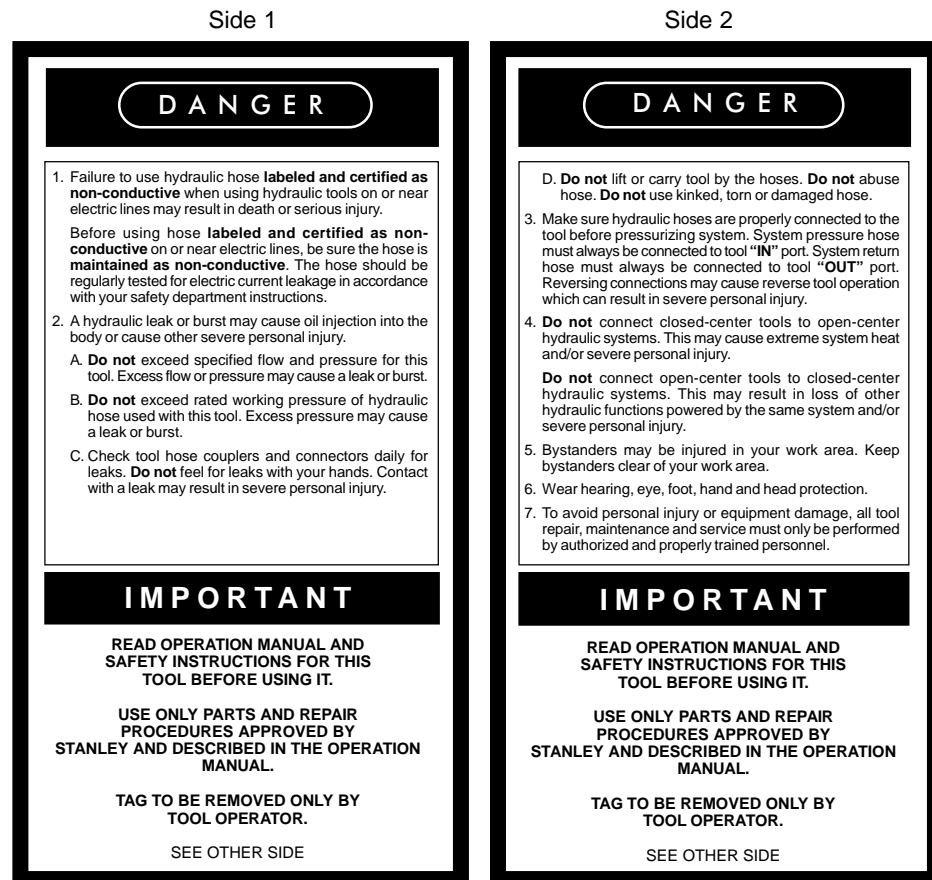 Side 1
DANGER
1. Failure to use hydraulic hose labeled and certified as
non-conductive when using hydraulic tools on or near
electric lines may result in death or serious injury.
Before using hose labeled and certified as non-
conductive on or near electric lines, be sure the hose is
maintained as non-conductive. The hose should be
regularly tested for electric current leakage in accordance
with your safety department instructions.
2. A hydraulic leak or burst may cause oil injection into the
body or cause other severe personal injury.
A. Do not exceed specified flow and pressure for this
tool. Excess flow or pressure may cause a leak or burst.
B. Do not exceed rated working pressure of hydraulic
hose used with this tool. Excess pressure may cause
a leak or burst.
C. Check tool hose couplers and connectors daily for
leaks. Do not feel for leaks with your hands. Contact
with a leak may result in severe personal injury.
IMPORTANT
READ OPERATION MANUAL AND
SAFETY INSTRUCTIONS FOR THIS
TOOL BEFORE USING IT.
USE ONLY PARTS AND REPAIR
PROCEDURES APPROVED BY
STANLEY AND DESCRIBED IN THE OPERATION
MANUAL.
TAG TO BE REMOVED ONLY BY
TOOL OPERATOR.
SEE OTHER SIDE
Side 2
DANGER
D. Do not lift or carry tool by the hoses. Do not abuse
hose. Do not use kinked, torn or damaged hose.
3. Make sure hydraulic hoses are properly connected to the
tool before pressurizing system. System pressure hose
must always be connected to tool “IN” port. System return
hose must always be connected to tool “OUT” port.
Reversing connections may cause reverse tool operation
which can result in severe personal injury.
4. Do not connect closed-center tools to open-center
hydraulic systems. This may cause extreme system heat
and/or severe personal injury.
Do not connect open-center tools to closed-center
hydraulic systems. This may result in loss of other
hydraulic functions powered by the same system and/or
severe personal injury.
5. Bystanders may be injured in your work area. Keep
bystanders clear of your work area.
6. Wear hearing, eye, foot, hand and head protection.
7. To avoid personal injury or equipment damage, all tool
repair, maintenance and service must only be performed
by authorized and properly trained personnel.
IMPORTANT
READ OPERATION MANUAL AND
SAFETY INSTRUCTIONS FOR THIS
TOOL BEFORE USING IT.
USE ONLY PARTS AND REPAIR
PROCEDURES APPROVED BY
STANLEY AND DESCRIBED IN THE OPERATION
MANUAL.
TAG TO BE REMOVED ONLY BY
TOOL OPERATOR.
SEE OTHER SIDE